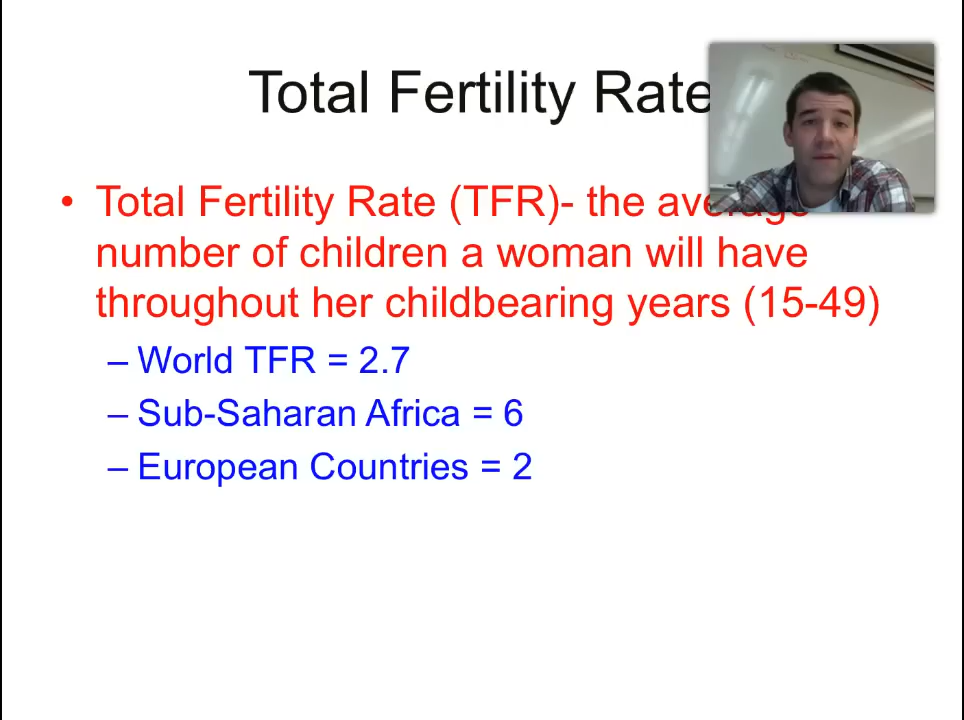 Total Fertility Rate
• Total Fertility Rate (TFR)- the average
number of children a woman will have
throughout her childbearing years (15-49)
– World TFR = 2.7
– Sub-Saharan Africa = 6
– European Countries = 2